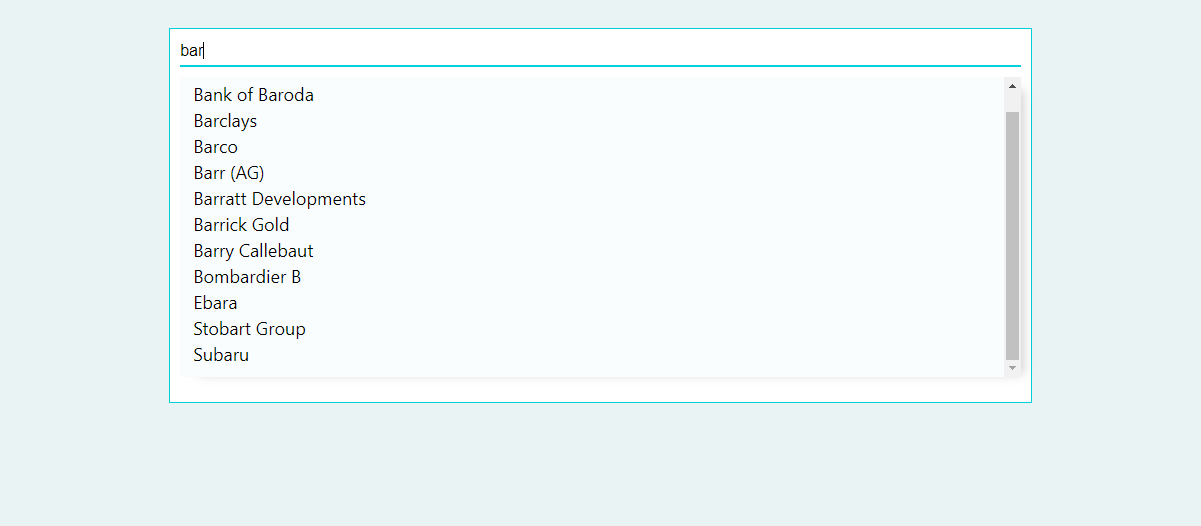 bar
Bank of Baroda
Barclays
Barco
Barr (AG)
Barratt Developments
Barrick Gold
Barry Callebaut
Bombardier B
Ebara
Stobart Group
Subaru